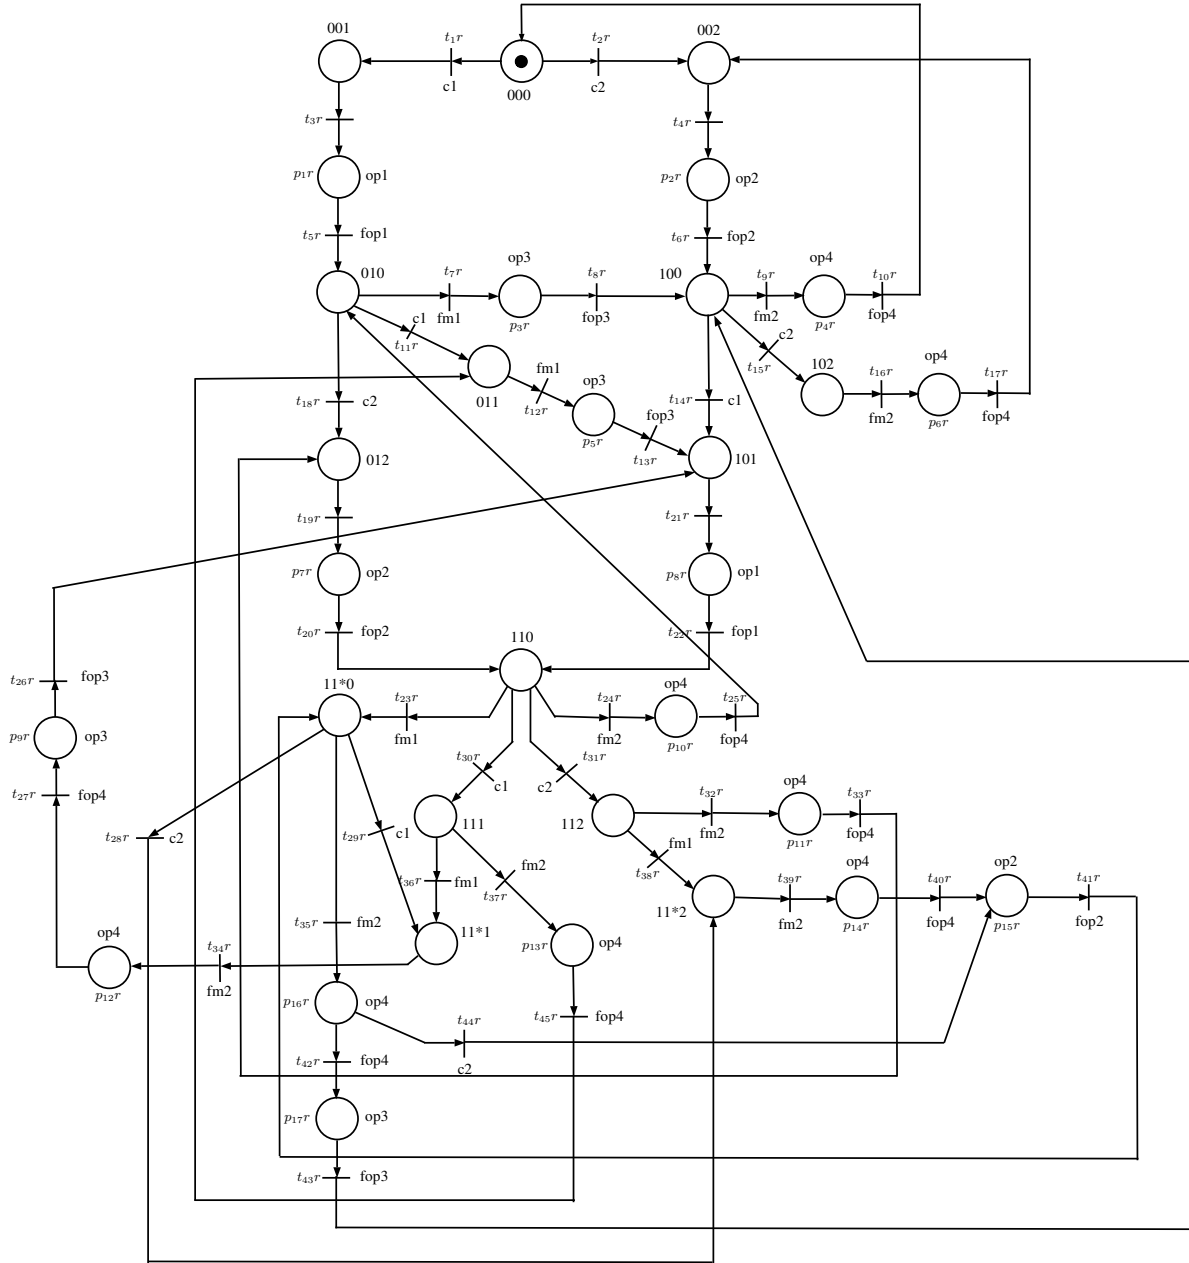 001
t₁r
t₂r
002
c1
000
c2
t₃r
t₄r
p₁r
op1
p₂r
op2
t₅r
fop1
t₆r
fop2
010
t₇r
op3
t₈r
100
t₉r
op4
t₁₀r
fm1
p₃r
fop3
fm2
p₄r
fop4
c1
t₁₁r
c2
t₁₅r
011
fm1
t₁₂r
op3
102
t₁₆r
op4
t₁₇r
t₁₈r
c2
p₅r
fop3
t₁₃r
t₁₄r
c1
fm2
p₆r
fop4
012
101
t₁₉r
t₂₁r
p₇r
op2
p₈r
op1
t₂₀r
fop2
110
t₂₂r
fop1
t₂₆r
fop3
11*0
t₂₃r
fm1
t₂₄r
fm2
op4
p₁₀r
t₂₅r
fop4
p₉r
op3
t₃₀r
c1
t₃₁r
c2
t₂₇r
fop4
t₂₈r
c2
t₂₉r
c1
111
112
t₃₂r
fm2
op4
p₁₁r
t₃₃r
fop4
t₃₆r
fm1
fm2
t₃₇r
fm1
t₃₈r
11*2
t₃₉r
fm2
op4
p₁₄r
t₄₀r
fop4
op2
p₁₅r
t₄₁r
fop2
t₃₅r
fm2
11*1
p₁₃r
op4
op4
p₁₂r
t₃₄r
fm2
p₁₆r
op4
t₄₄r
c2
t₄₅r
fop4
t₄₂r
fop4
p₁₇r
op3
t₄₃r
fop3